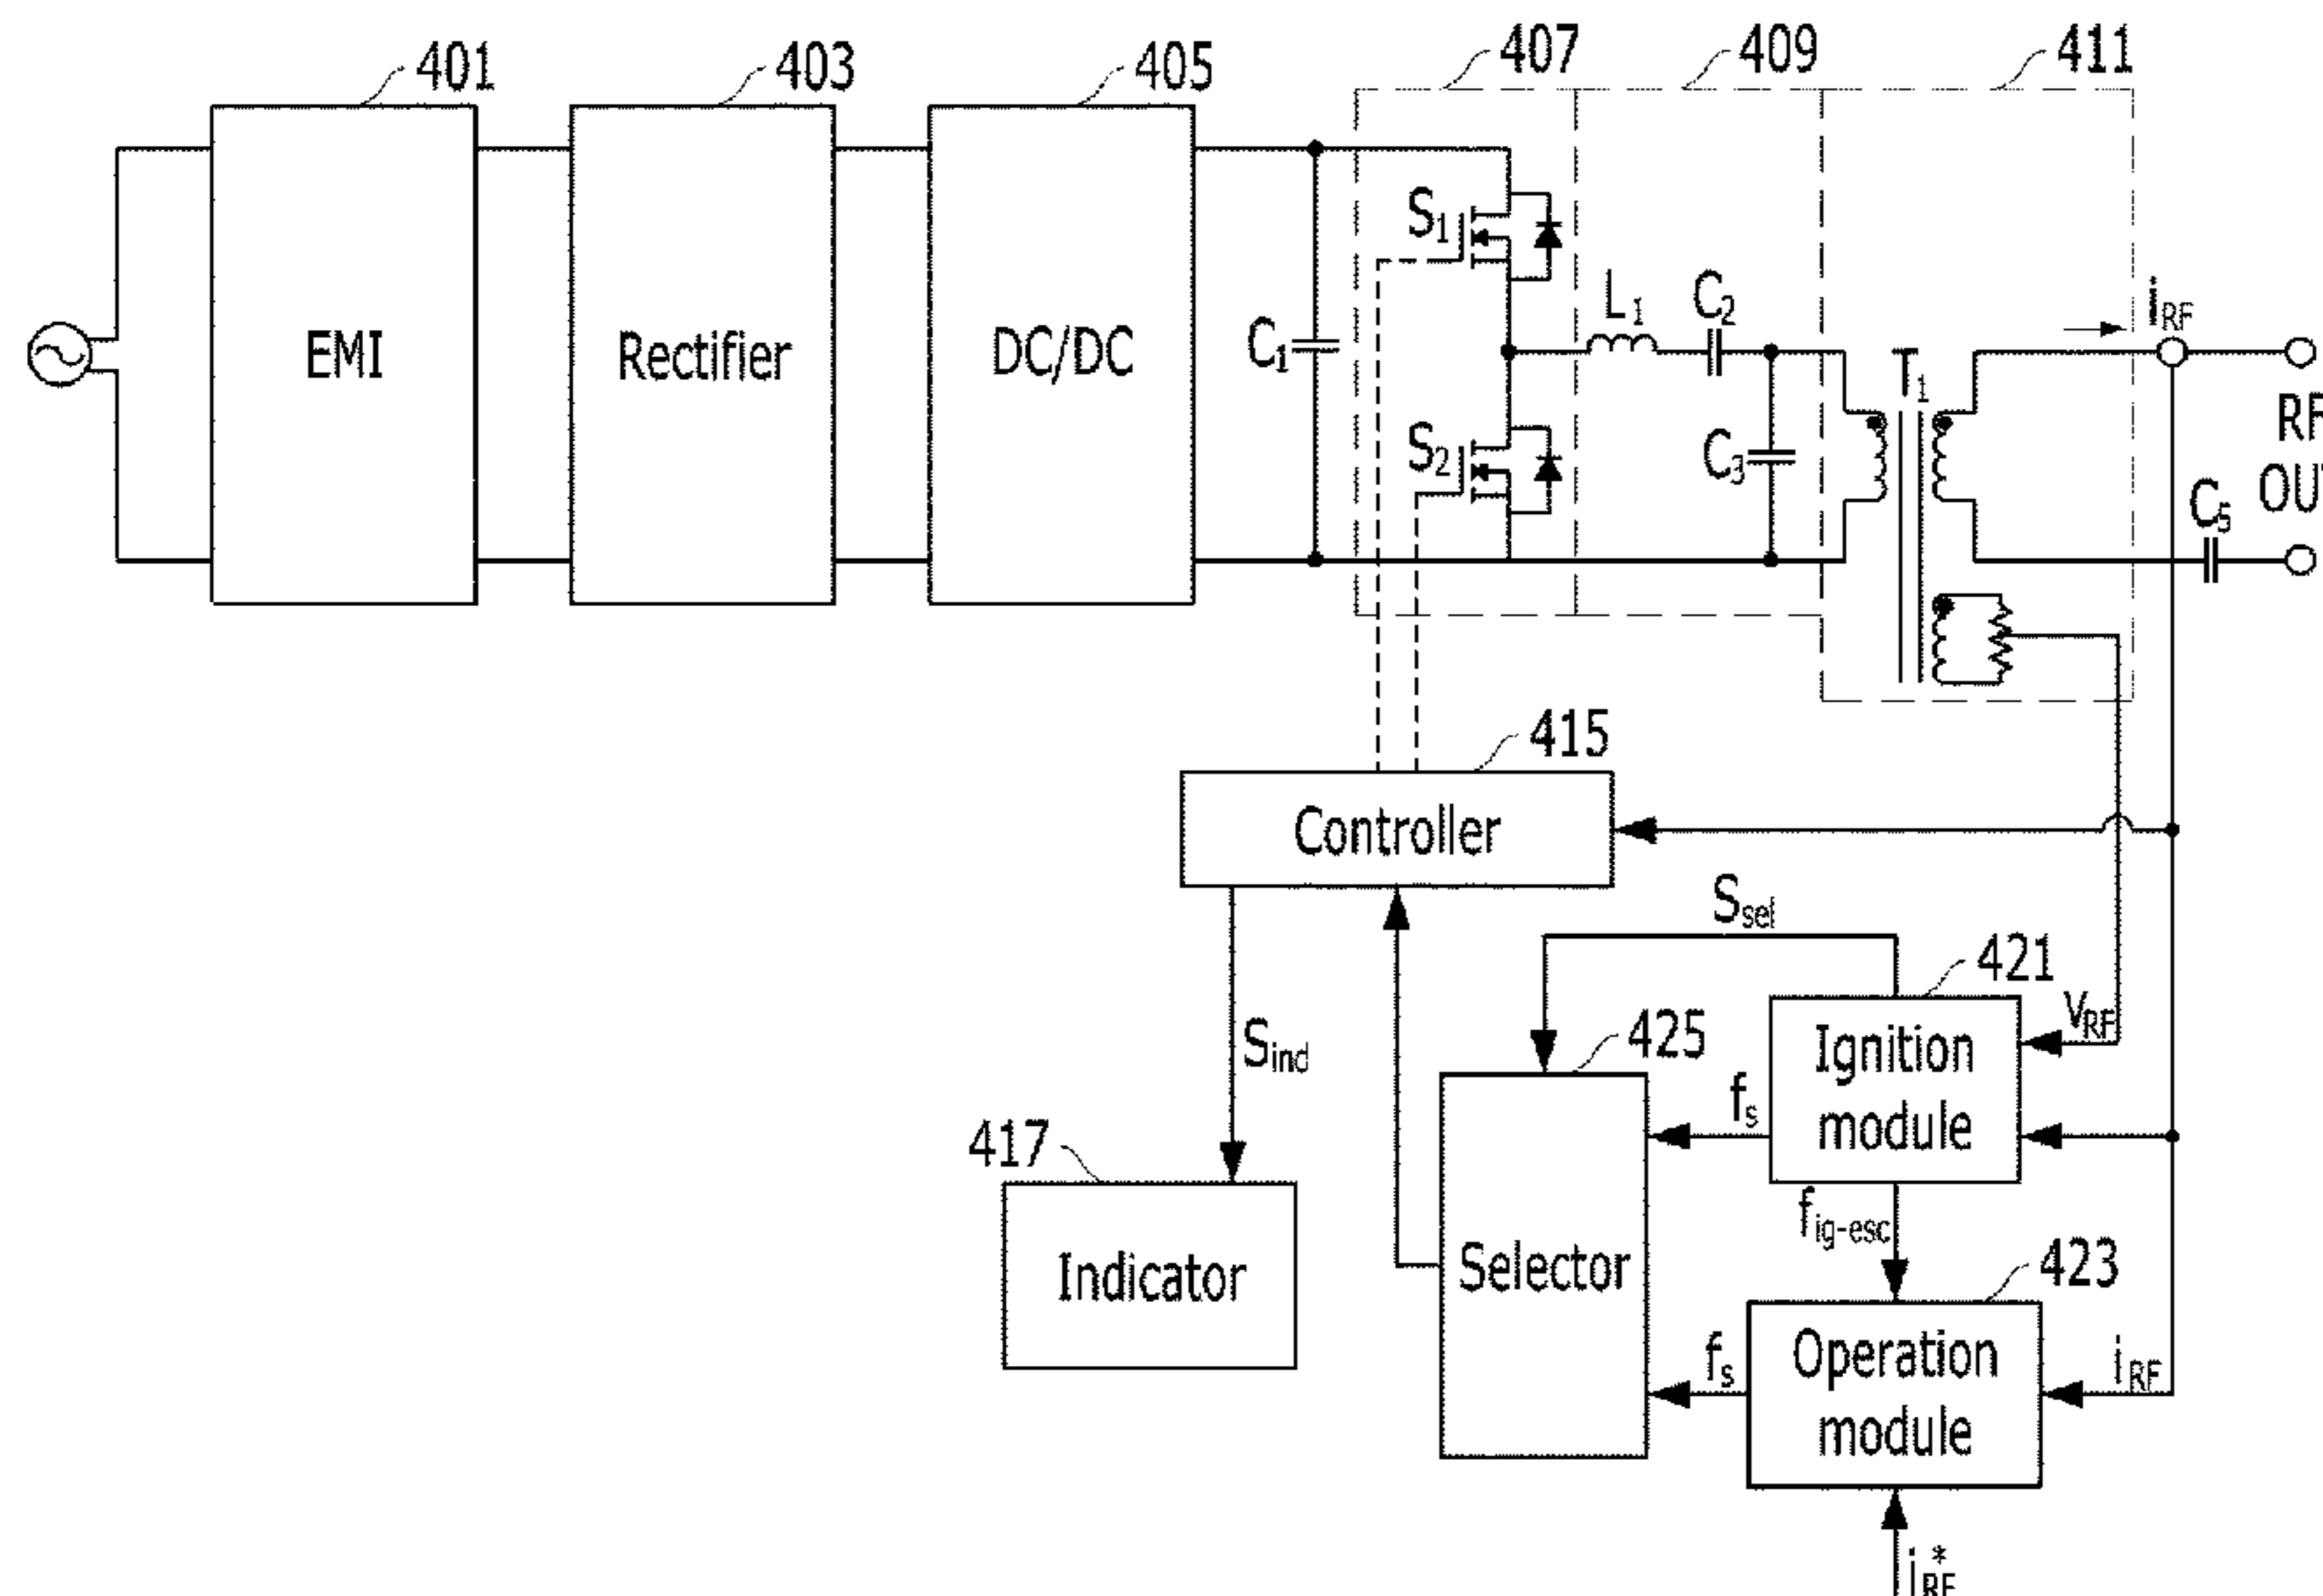 401
403
405
407
409
411
EMI
Rectifier
DC/DC
C1
S1
S2
L1
C2
C3
T1
iRF
RF
OU
C5
415
Controller
Ssel
421
VRF
Ignition
module
425
fs
Sind
417
Indicator
Selector
fig-esc
423
Operation
module
fs
iRF
iRF*